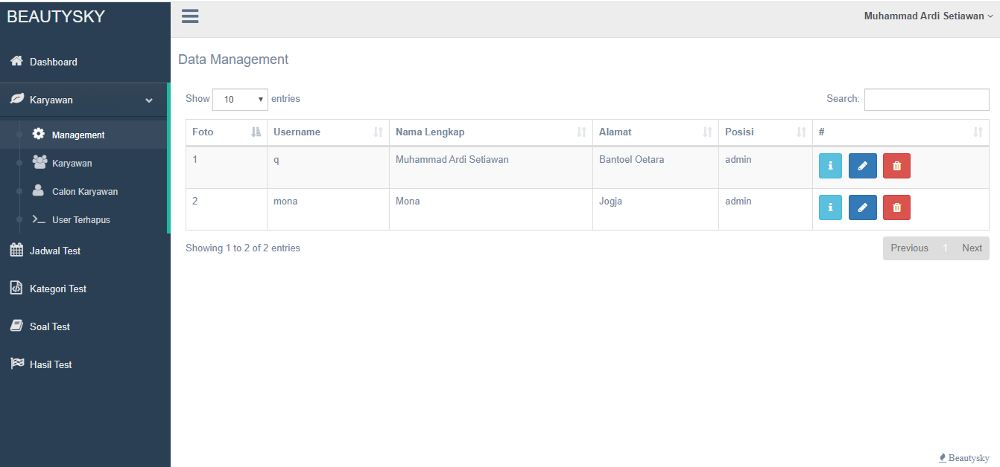 BEAUTYSKY
Muhammad Ardi Setiawan
Dashboard
Karyawan
Management
Karyawan
Calon Karyawan
User Terhapus
Jadwal Test
Kategori Test
Soal Test
Hasil Test
Data Management
Show 10 entries Search:
Foto Username Nama Lengkap Alamat Posisi #
1 q Muhammad Ardi Setiawan Bantoel Oetara admin
2 mona Mona Jogja admin
Showing 1 to 2 of 2 entries Previous 1 Next
Beautysky